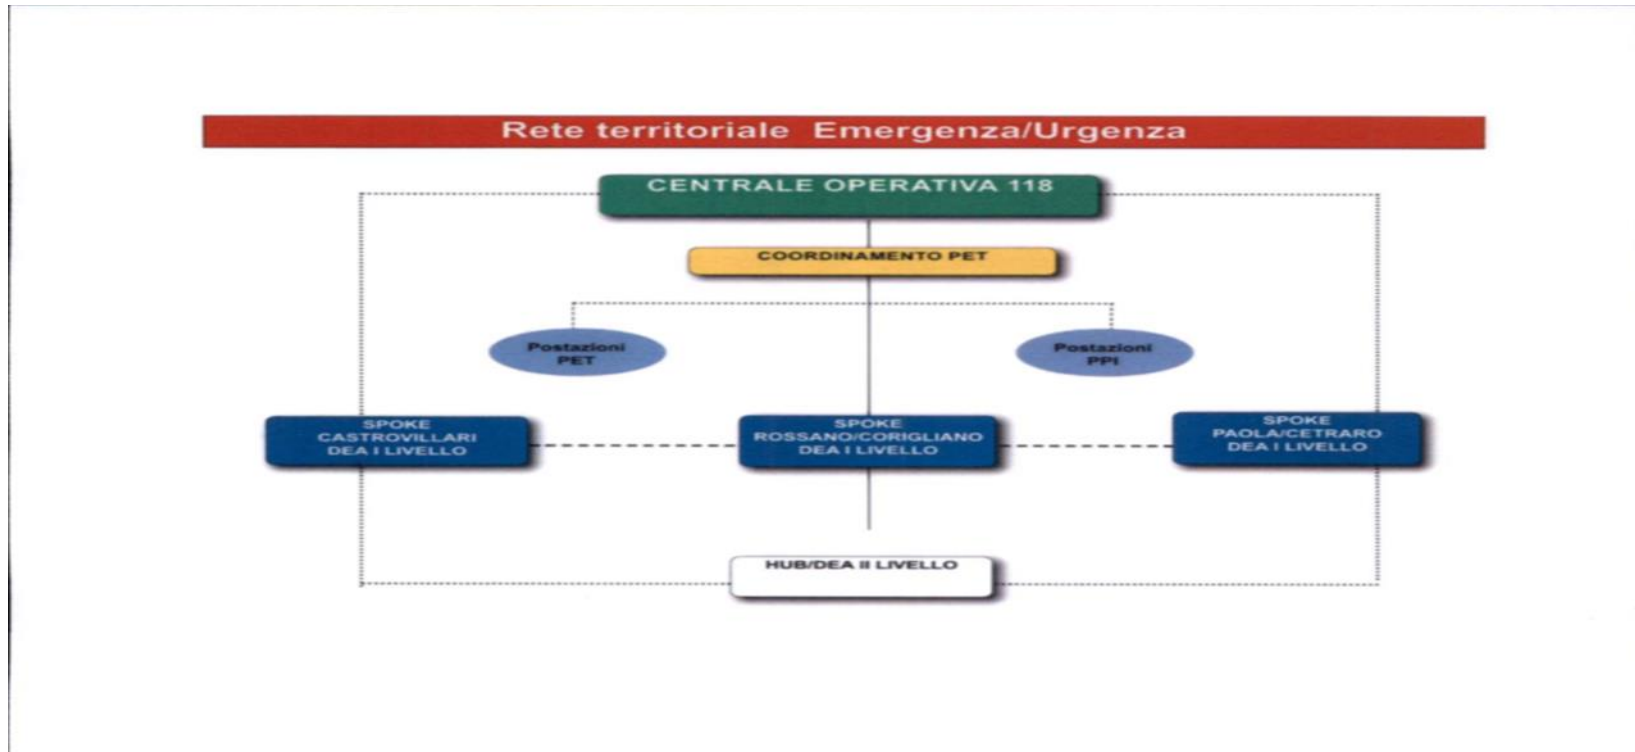 Rete territoriale Emergenza/Urgenza
CENTRALE OPERATIVA 118
COORDINAMENTO PET
Postazioni
PET
Postazioni
PPI
SPOKE
CASTROVILLARI
DEA I LIVELLO
SPOKE
ROSSANO/CORIGLIANO
DEA I LIVELLO
SPOKE
PAOLA/CETRARO
DEA I LIVELLO
HUB/DEA II LIVELLO